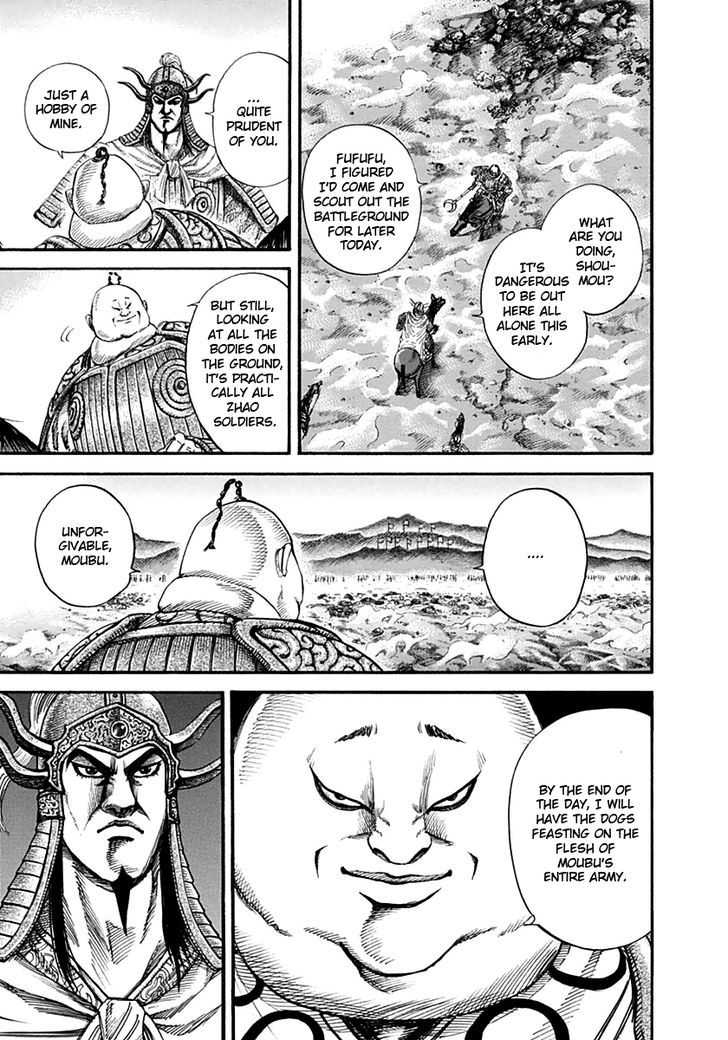 WHAT
ARE YOU
DOING,
SHOU-
MOU?
IT'S
DANGEROUS
TO BE OUT
HERE ALL
ALONE THIS
EARLY.
FUFUFU,
I FIGURED
I'D COME AND
SCOUT OUT THE
BATTLEGROUND
FOR LATER
TODAY.
...
QUITE
PRUDENT
OF YOU.
JUST A
HOBBY OF
MINE.
BUT STILL,
LOOKING
AT ALL THE
BODIES ON
THE GROUND,
IT'S PRACTI-
CALLY ALL
ZHAO
SOLDIERS.
....
UNFOR-
GIVABLE,
MOUBU.
BY THE END OF
THE DAY, I WILL
HAVE THE DOGS
FEASTING ON THE
FLESH OF
MOUBU'S
ENTIRE ARMY.